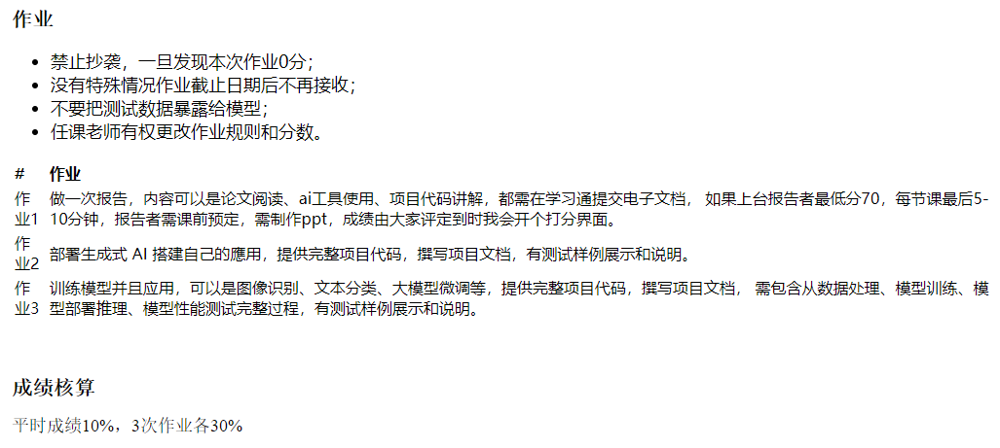 作业
禁止抄袭，一旦发现本次作业0分；
没有特殊情况作业截止日期后不再接收；
不要把测试数据暴露给模型；
任课老师有权更改作业规则和分数。
# 作业
作业1 做一次报告，内容可以是论文阅读、ai工具使用、项目代码讲解，都需在学习通提交电子文档， 如果上台报告者最低分70，每节课最后5-
10分钟，报告者需课前预定，需制作ppt，成绩由大家评定到时我会开个打分界面。
作业2 部署生成式 AI 搭建自己的應用，提供完整项目代码，撰写项目文档，有测试样例展示和说明。
作业3 训练模型并且应用，可以是图像识别、文本分类、大模型微调等，提供完整项目代码，撰写项目文档， 需包含从数据处理、模型训练、模
型部署推理、模型性能测试完整过程，有测试样例展示和说明。
成绩核算
平时成绩10%，3次作业各30%